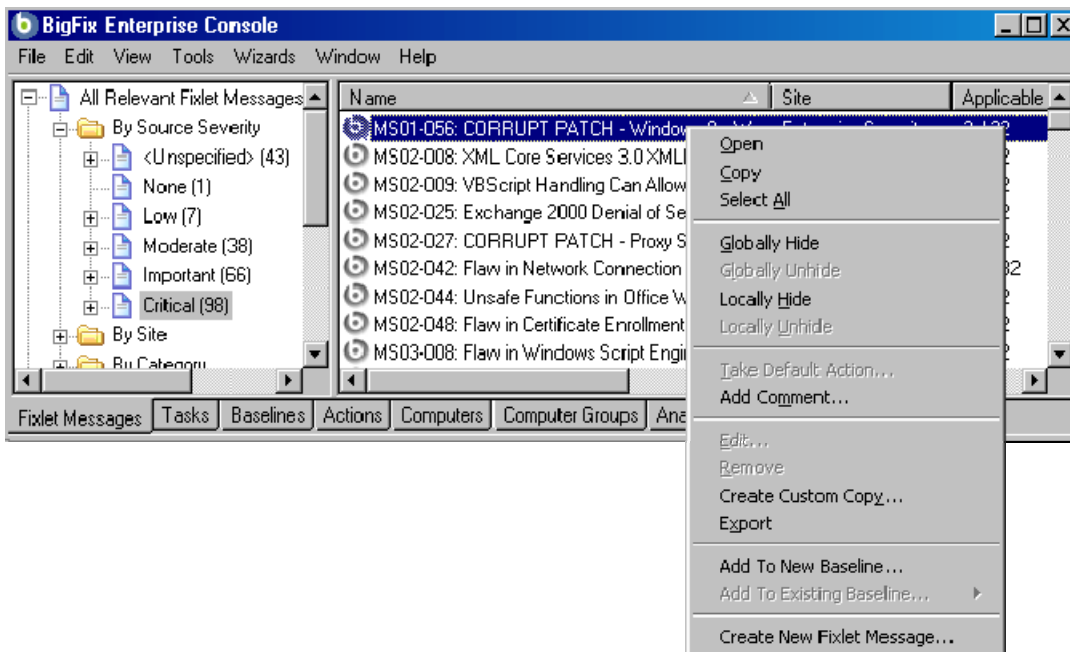 BigFix Enterprise Console
File Edit View Tools Wizards Window Help
All Relevant Fixlet Messages
By Source Severity
<Unspecified> (43)
None (1)
Low (7)
Moderate (38)
Important (66)
Critical (98)
By Site
By Category
Name Site Applicable
MS01-056: CORRUPT PATCH - Window
MS02-008: XML Core Services 3.0 XML
MS02-009: VBScript Handling Can Allow
MS02-025: Exchange 2000 Denial of Se
MS02-027: CORRUPT PATCH - Proxy S
MS02-042: Flaw in Network Connection
MS02-044: Unsafe Functions in Office W
MS02-048: Flaw in Certificate Enrollment
MS03-008: Flaw in Windows Script Engi
Fixlet Messages Tasks Baselines Actions Computers Computer Groups Ana
Open
Copy
Select All
Globally Hide
Globally Unhide
Locally Hide
Locally Unhide
Take Default Action...
Add Comment...
Edit...
Remove
Create Custom Copy...
Export
Add To New Baseline...
Add To Existing Baseline...
Create New Fixlet Message...